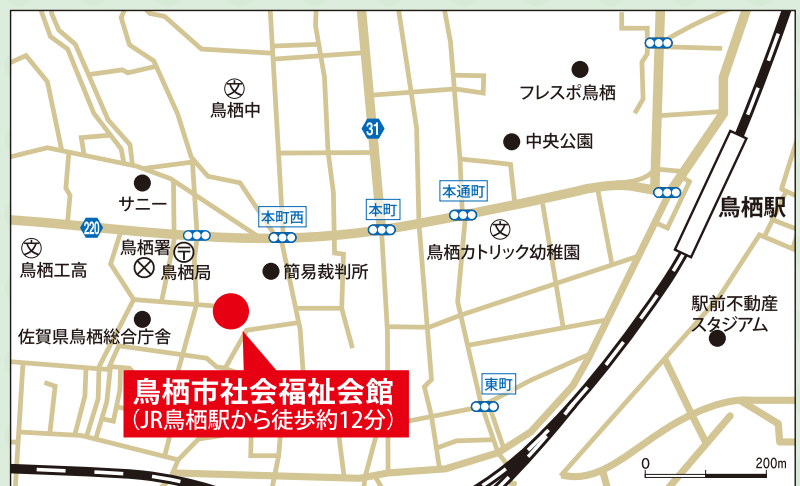 フレスポ鳥栖
文
鳥栖中
31
中央公園
サニー
本町西
本町
本通町
鳥栖駅
220
文
鳥栖工高
鳥栖署
鳥栖局
簡易裁判所
文
鳥栖カトリック幼稚園
佐賀県鳥栖総合庁舎
駅前不動産
スタジアム
鳥栖市社会福祉会館
(JR鳥栖駅から徒歩約12分)
東町
0
200m